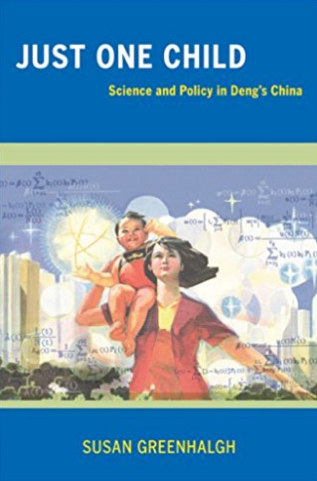 JUST ONE CHILD
Science and Policy in Deng's China
SUSAN GREENHALGH